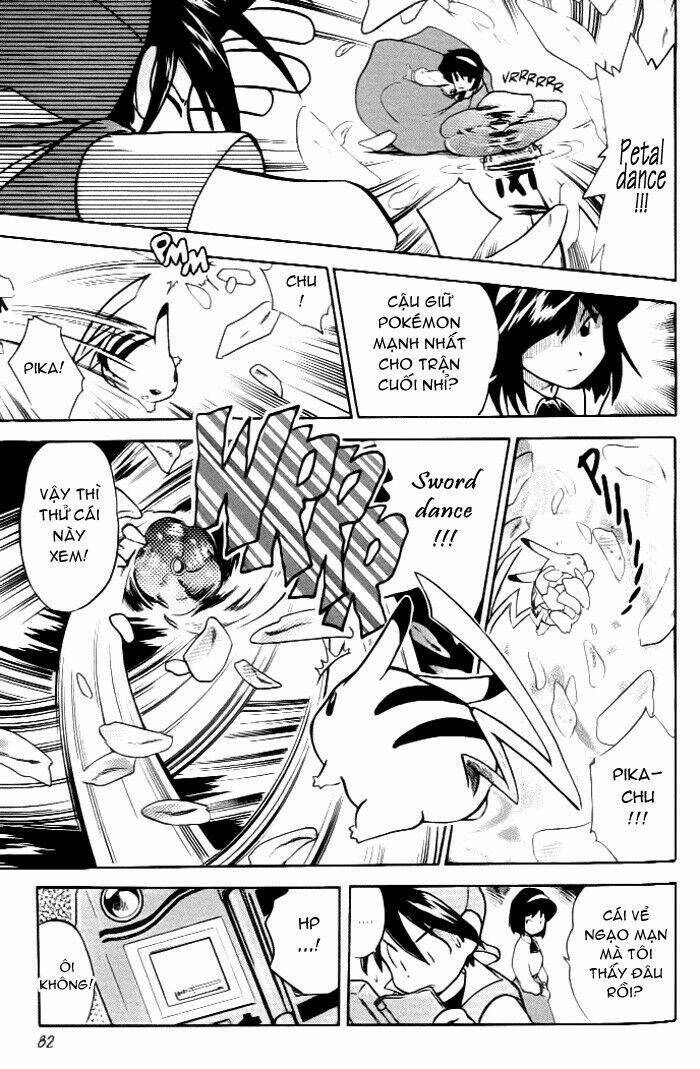 Petal
dance
!!!
VRRRRRR
CẬU GIỮ
POKÉMON
MẠNH NHẤT
CHO TRẬN
CUỐI NHỈ?
CHU
!
PIKA!
Sword
dance
!!!
PIKA-
CHU
!!!
VẬY THÌ
THỬ CÁI
NÀY
XEM!
CÁI VẺ
NGẠO MẠN
MÀ TÔI
THẤY ĐÂU
RỒI?
HP
...!
ÔI
KHÔNG!
82